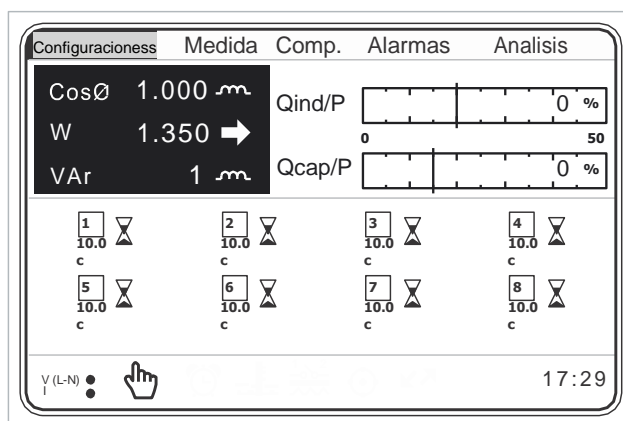 Configuracioness Medida Comp. Alarmas Analisis
CosØ 1.000
W 1.350
VAr 1
Qind/P 0 %
0 50
Qcap/P 0 %
1 2 3 4
10.0 10.0 10.0 10.0
c c c c
5 6 7 8
10.0 10.0 10.0 10.0
c c c c
V (L-N)
I
17:29